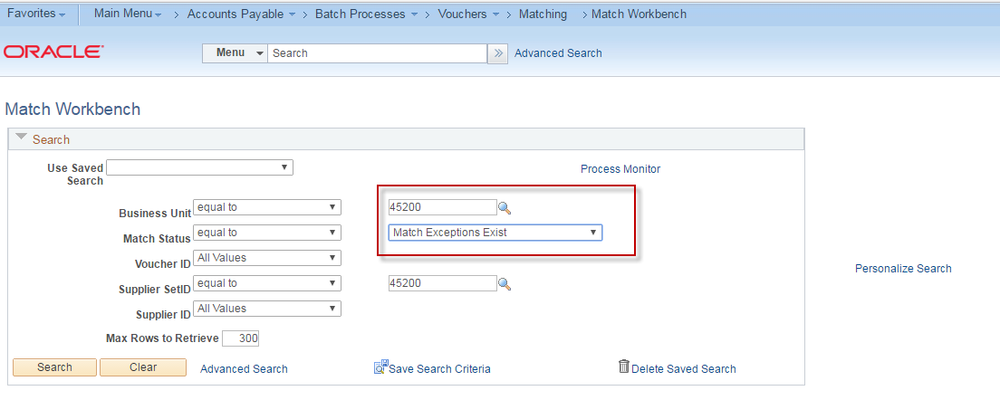 Favorites Main Menu > Accounts Payable > Batch Processes > Vouchers > Matching > Match Workbench
ORACLE Menu Search » Advanced Search
Match Workbench
Search
Use Saved Search Process Monitor
Business Unit equal to 45200
Match Status equal to Match Exceptions Exist
Voucher ID All Values
Personalize Search
Supplier SetID equal to 45200
Supplier ID All Values
Max Rows to Retrieve 300
Search Clear Advanced Search Save Search Criteria Delete Saved Search